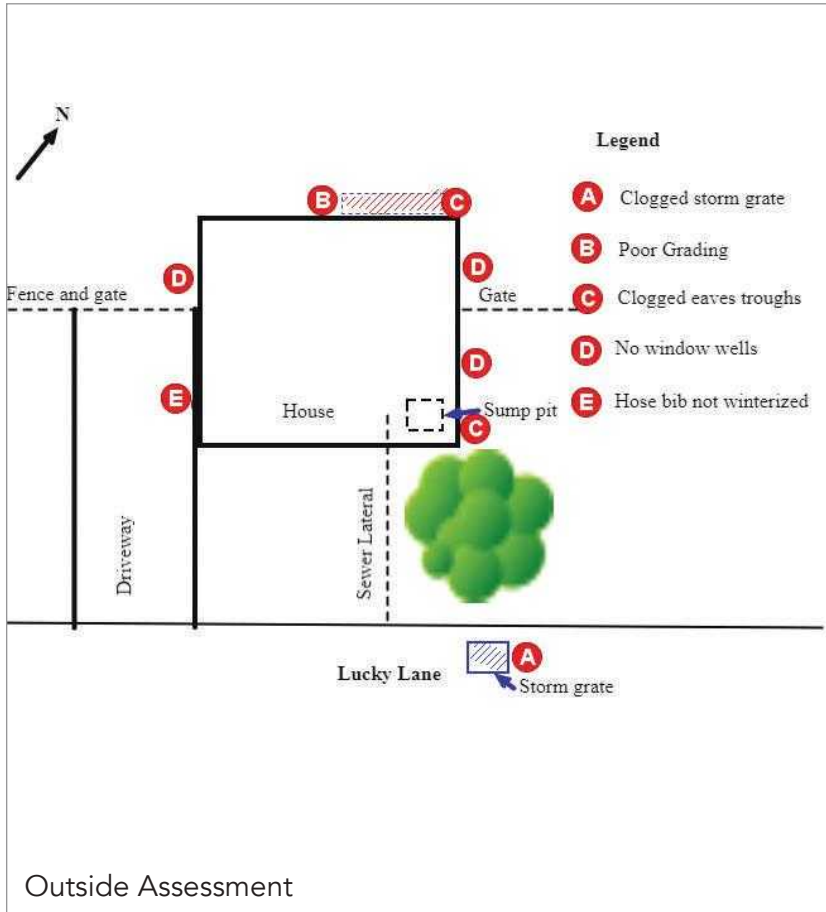 N
Legend
A Clogged storm grate
B Poor Grading
C Clogged eaves troughs
D No window wells
E Hose bib not winterized
B
C
D
D
Fence and gate
Gate
D
E
House
Sump pit
C
Driveway
Sewer Lateral
A
Lucky Lane
Storm grate
Outside Assessment